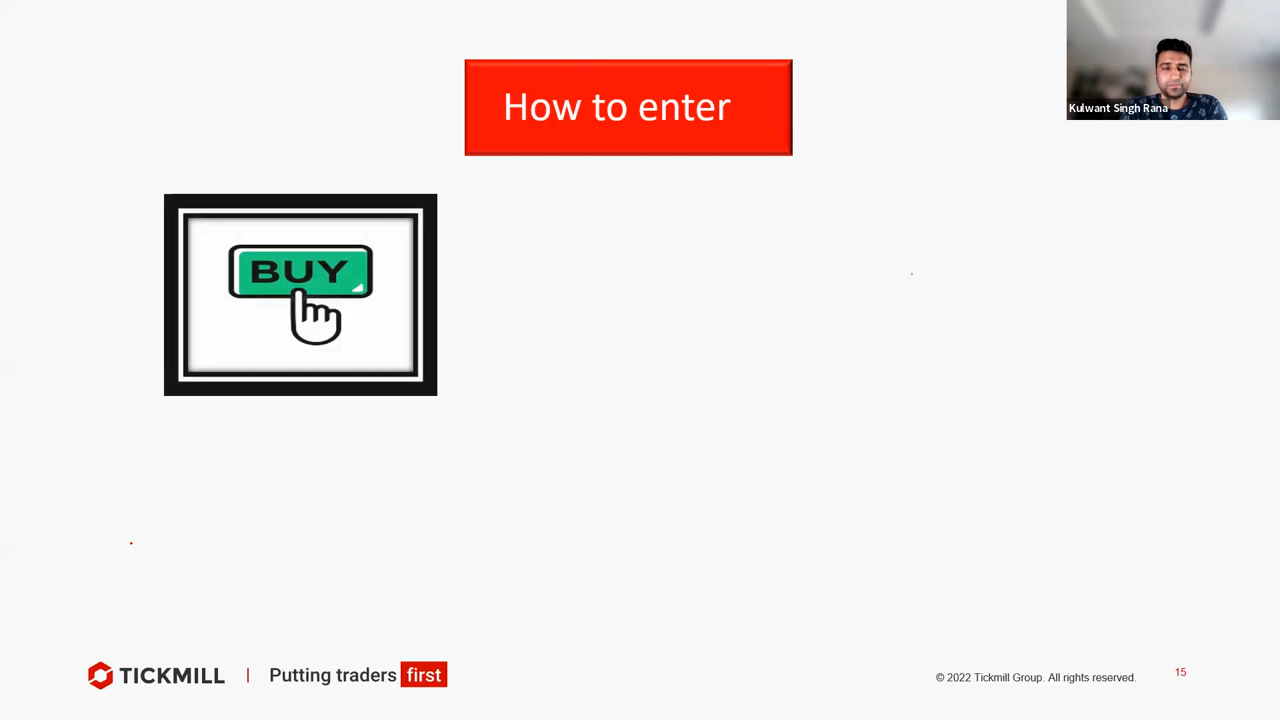 How to enter
Kulwant Singh Rana
BUY
TICKMILL | Putting traders first
© 2022 Tickmill Group. All rights reserved.
15